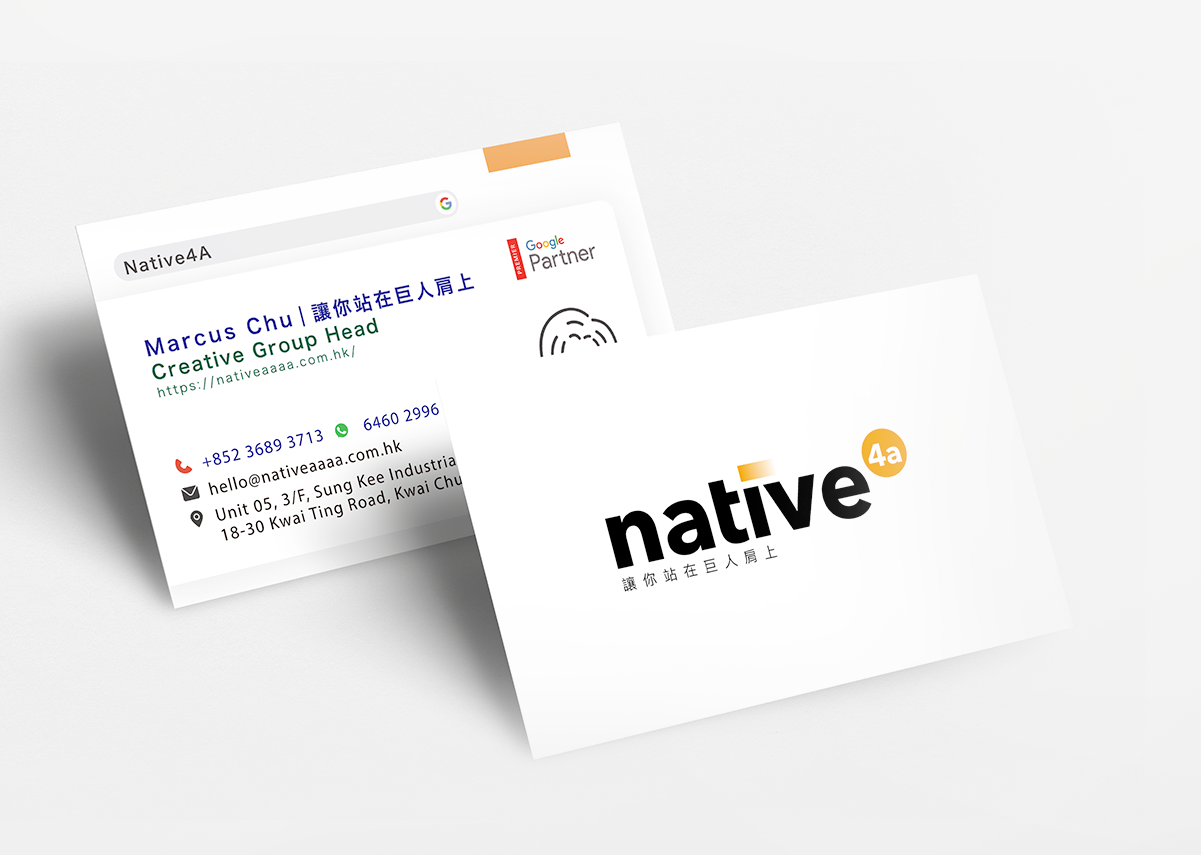 Native4A
G
PREMIER
Google
Partner
Marcus Chu | 讓你站在巨人肩上
Creative Group Head
https://nativeaaaa.com.hk/
+852 3689 3713 6460 2996
hello@nativeaaaa.com.hk
Unit 05, 3/F, Sung Kee Industria
18-30 Kwai Ting Road, Kwai Chu
native 4a
讓你站在巨人肩上